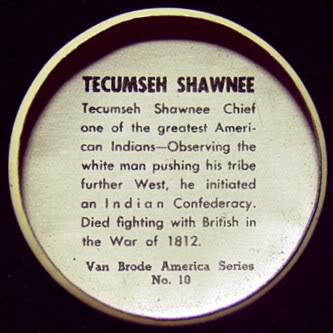 TECUMSEH SHAWNEE
Tecumseh Shawnee Chief
one of the greatest Ameri-
can Indians—Observing the
white man pushing his tribe
further West, he initiated
an Indian Confederacy.
Died fighting with British in
the War of 1812.
Van Brode America Series
No. 10